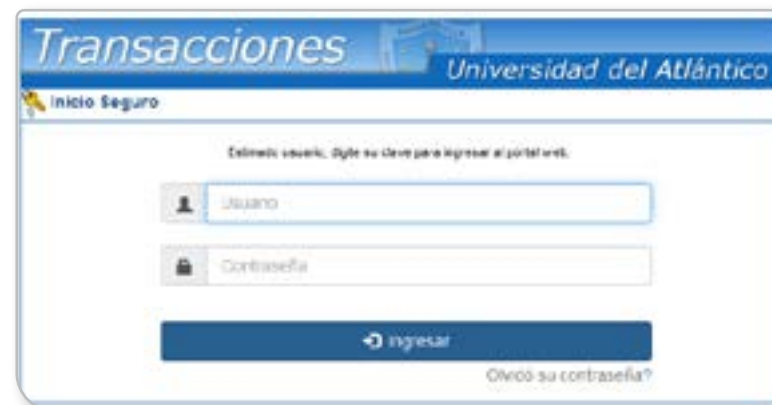 Transacciones
Universidad del Atlántico
Inicio Seguro
Estimado usuario, digite su clave para ingresar al portal web.
Usuario
Contraseña
Ingresar
Olvidó su contraseña?